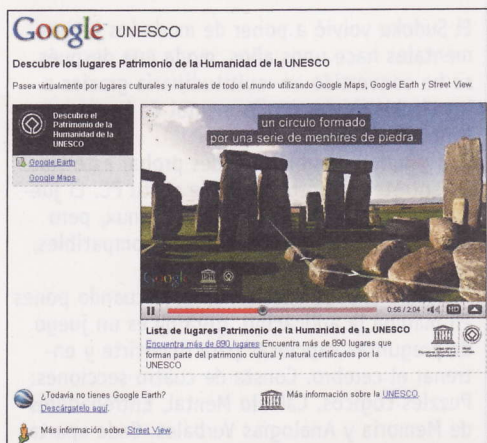 Google UNESCO
Descubre los lugares Patrimonio de la Humanidad de la UNESCO
Pasea virtualmente por lugares culturales y naturales de todo el mundo utilizando Google Maps, Google Earth y Street View.
Descubre el
Patrimonio de la
Humanidad de la
UNESCO
Google Earth
Google Maps
un circulo formado
por una serie de menhires de piedra.
Google
0:56 / 2:04 HD
Lista de lugares Patrimonio de la Humanidad de la UNESCO
Encuentra más de 890 lugares: Encuentra más de 890 lugares que
forman parte del patrimonio cultural y natural certificados por la
UNESCO
¿Todavía no tienes Google Earth?
Descárgatelo aquí.
Más información sobre la UNESCO.
Más información sobre Street View.